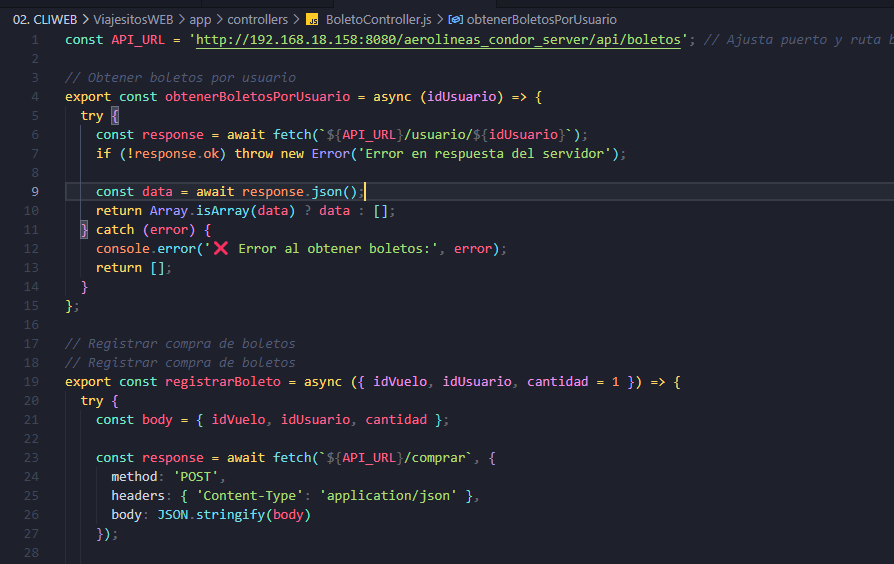 02. CLIWEB > ViajesitosWEB > app > controllers > JS BoletoController.js > obtenerBoletosPorUsuario
1 const API_URL = 'http://192.168.18.158:8080/aerolineas_condor_server/api/boletos'; // Ajusta puerto y ruta
2
3 // Obtener boletos por usuario
4 export const obtenerBoletosPorUsuario = async (idUsuario) => {
5 try {
6 const response = await fetch(`${API_URL}/usuario/${idUsuario}`);
7 if (!response.ok) throw new Error('Error en respuesta del servidor');
8
9 const data = await response.json();
10 return Array.isArray(data) ? data : [];
11 } catch (error) {
12 console.error('❌ Error al obtener boletos:', error);
13 return [];
14 }
15 };
16
17 // Registrar compra de boletos
18 // Registrar compra de boletos
19 export const registrarBoleto = async ({ idVuelo, idUsuario, cantidad = 1 }) => {
20 try {
21 const body = { idVuelo, idUsuario, cantidad };
22
23 const response = await fetch(`${API_URL}/comprar`, {
24 method: 'POST',
25 headers: { 'Content-Type': 'application/json' },
26 body: JSON.stringify(body)
27 });
28